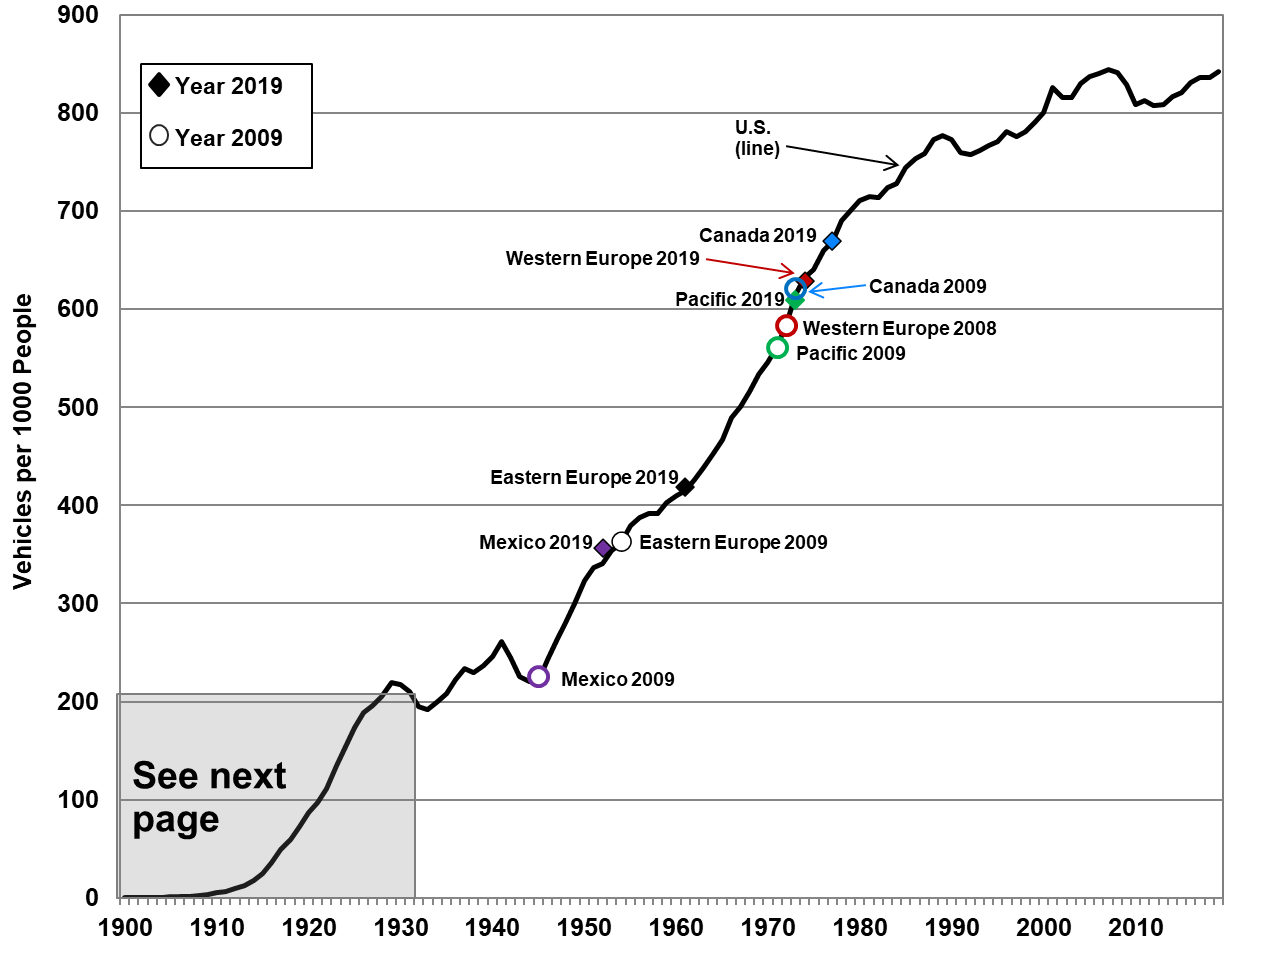 900
800
700
600
500
400
300
200
100
0
Vehicles per 1000 People
Year 2019
Year 2009
U.S.
(line)
Canada 2019
Western Europe 2019
Canada 2009
Pacific 2019
Western Europe 2008
Pacific 2009
Eastern Europe 2019
Mexico 2019
Eastern Europe 2009
Mexico 2009
See next
page
1900 1910 1920 1930 1940 1950 1960 1970 1980 1990 2000 2010